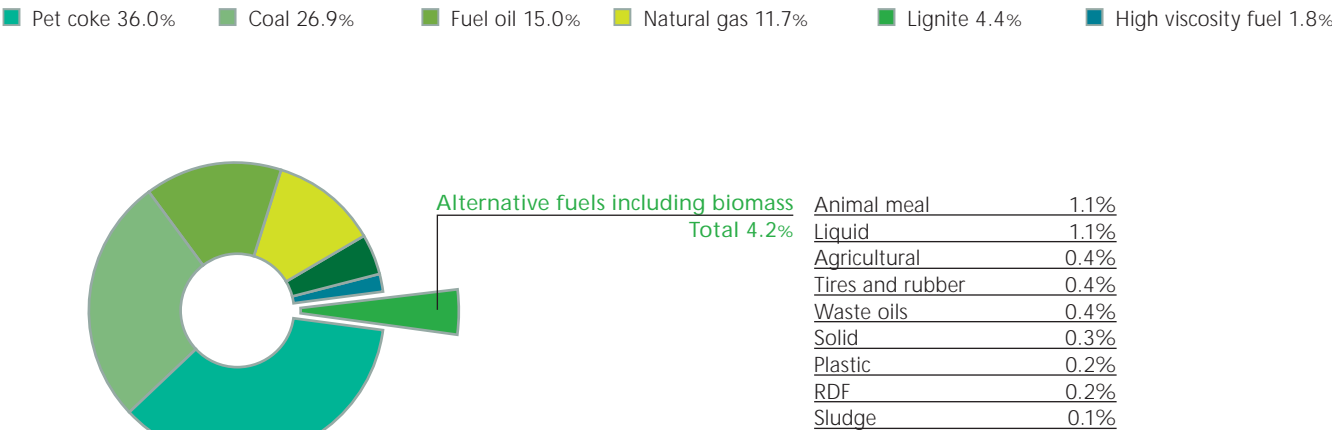 Pet coke 36.0% Coal 26.9% Fuel oil 15.0% Natural gas 11.7% Lignite 4.4% High viscosity fuel 1.8%
Alternative fuels including biomass
Total 4.2%
Animal meal 1.1%
Liquid 1.1%
Agricultural 0.4%
Tires and rubber 0.4%
Waste oils 0.4%
Solid 0.3%
Plastic 0.2%
RDF 0.2%
Sludge 0.1%